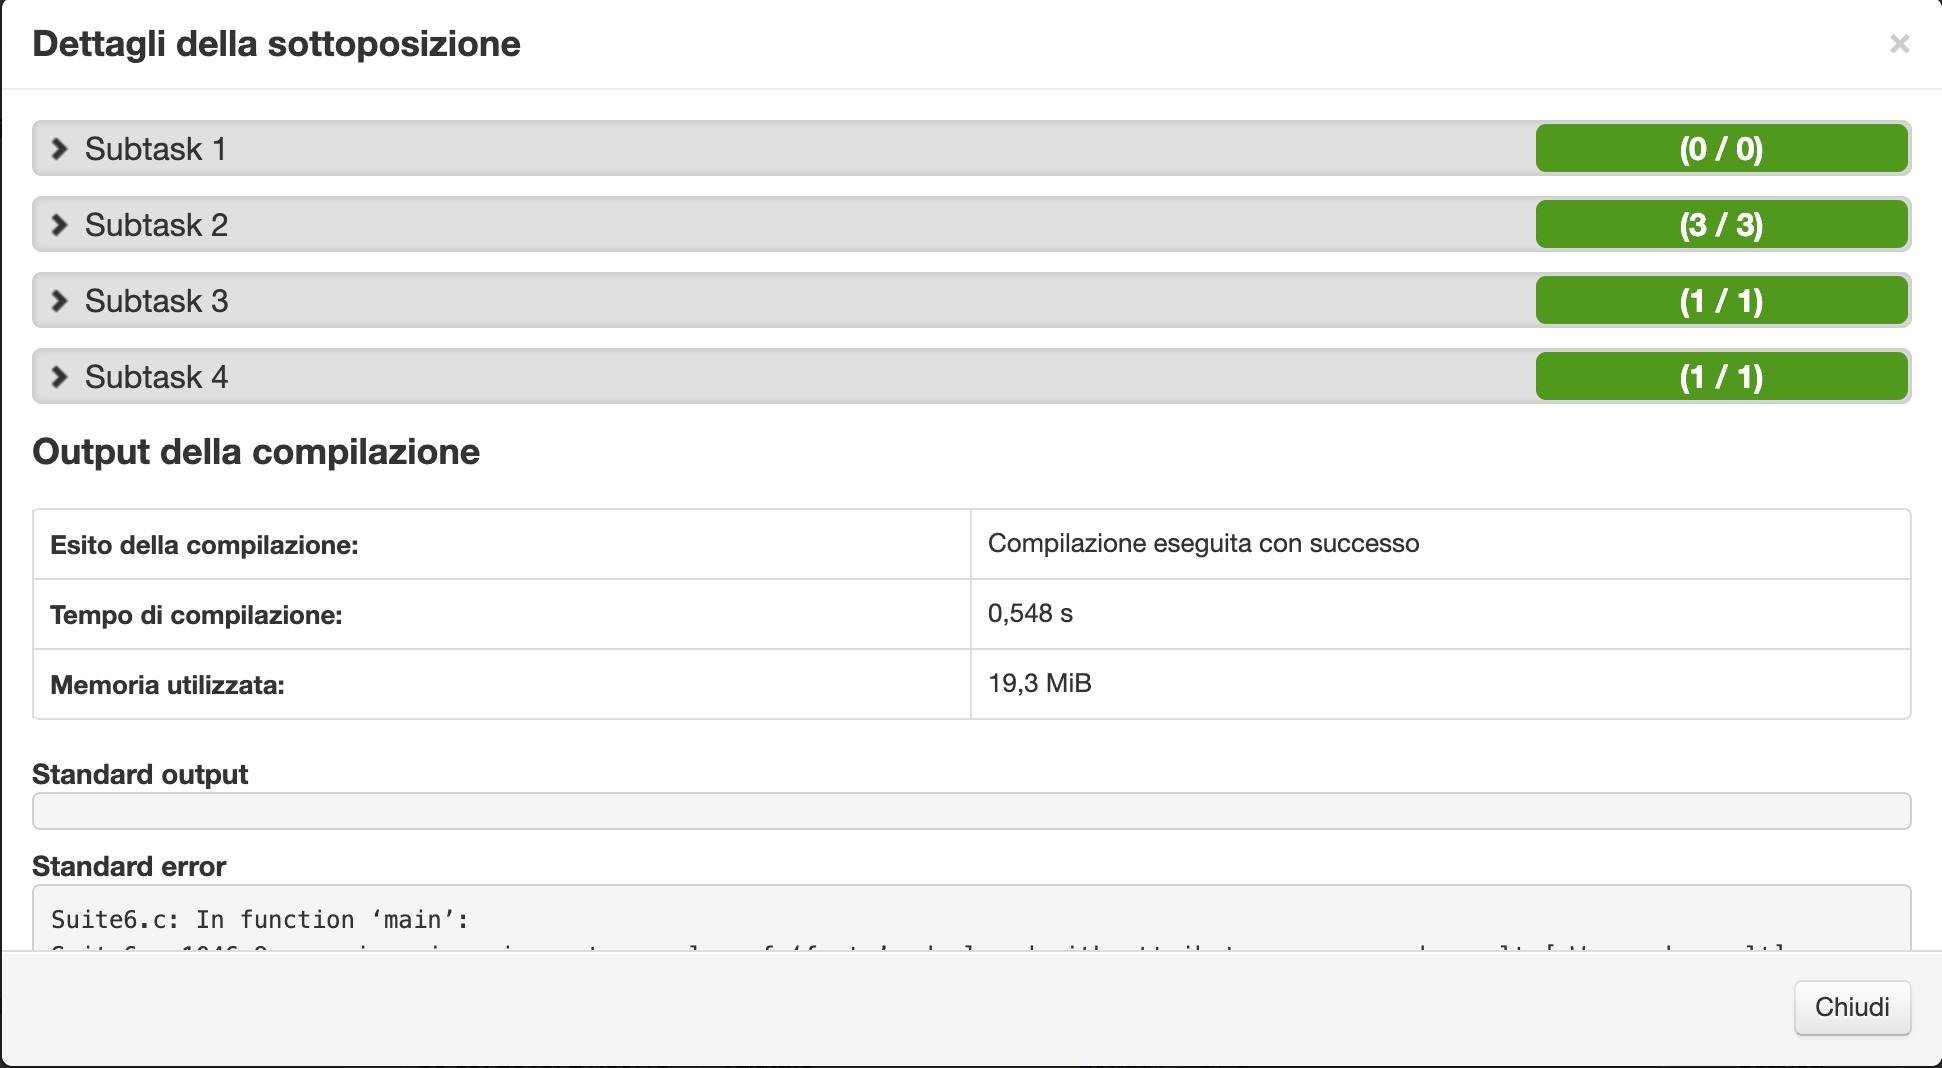 Dettagli della sottoposizione
×
Subtask 1 (0 / 0)
Subtask 2 (3 / 3)
Subtask 3 (1 / 1)
Subtask 4 (1 / 1)
Output della compilazione
Esito della compilazione: Compilazione eseguita con successo
Tempo di compilazione: 0,548 s
Memoria utilizzata: 19,3 MiB
Standard output
Standard error
Suite6.c: In function ‘main’:
Chiudi